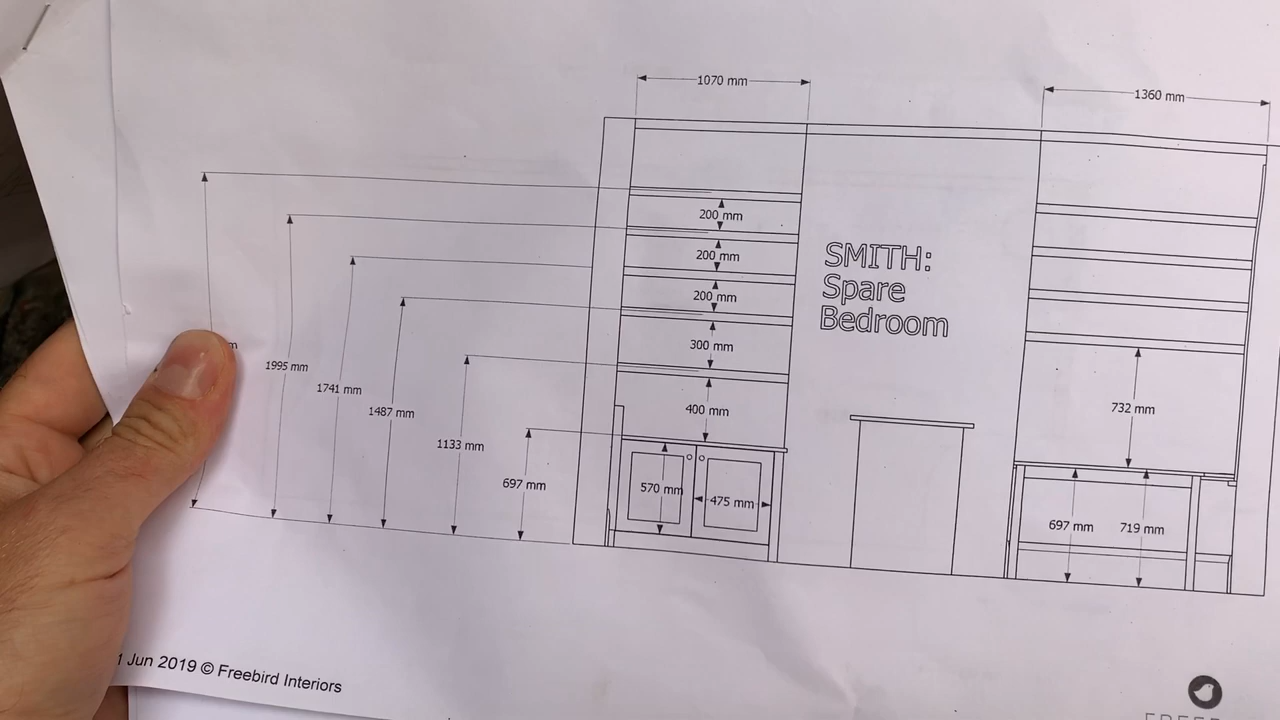 1070 mm
1360 mm
200 mm
200 mm
200 mm
300 mm
400 mm
SMITH:
Spare
Bedroom
1995 mm
1741 mm
1487 mm
1133 mm
697 mm
570 mm
475 mm
732 mm
697 mm
719 mm
1 Jun 2019 © Freebird Interiors